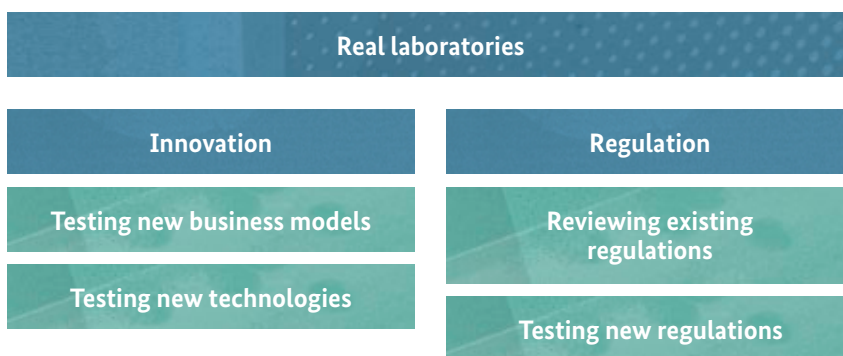 Real laboratories
Innovation
Testing new business models
Testing new technologies
Regulation
Reviewing existing
regulations
Testing new regulations